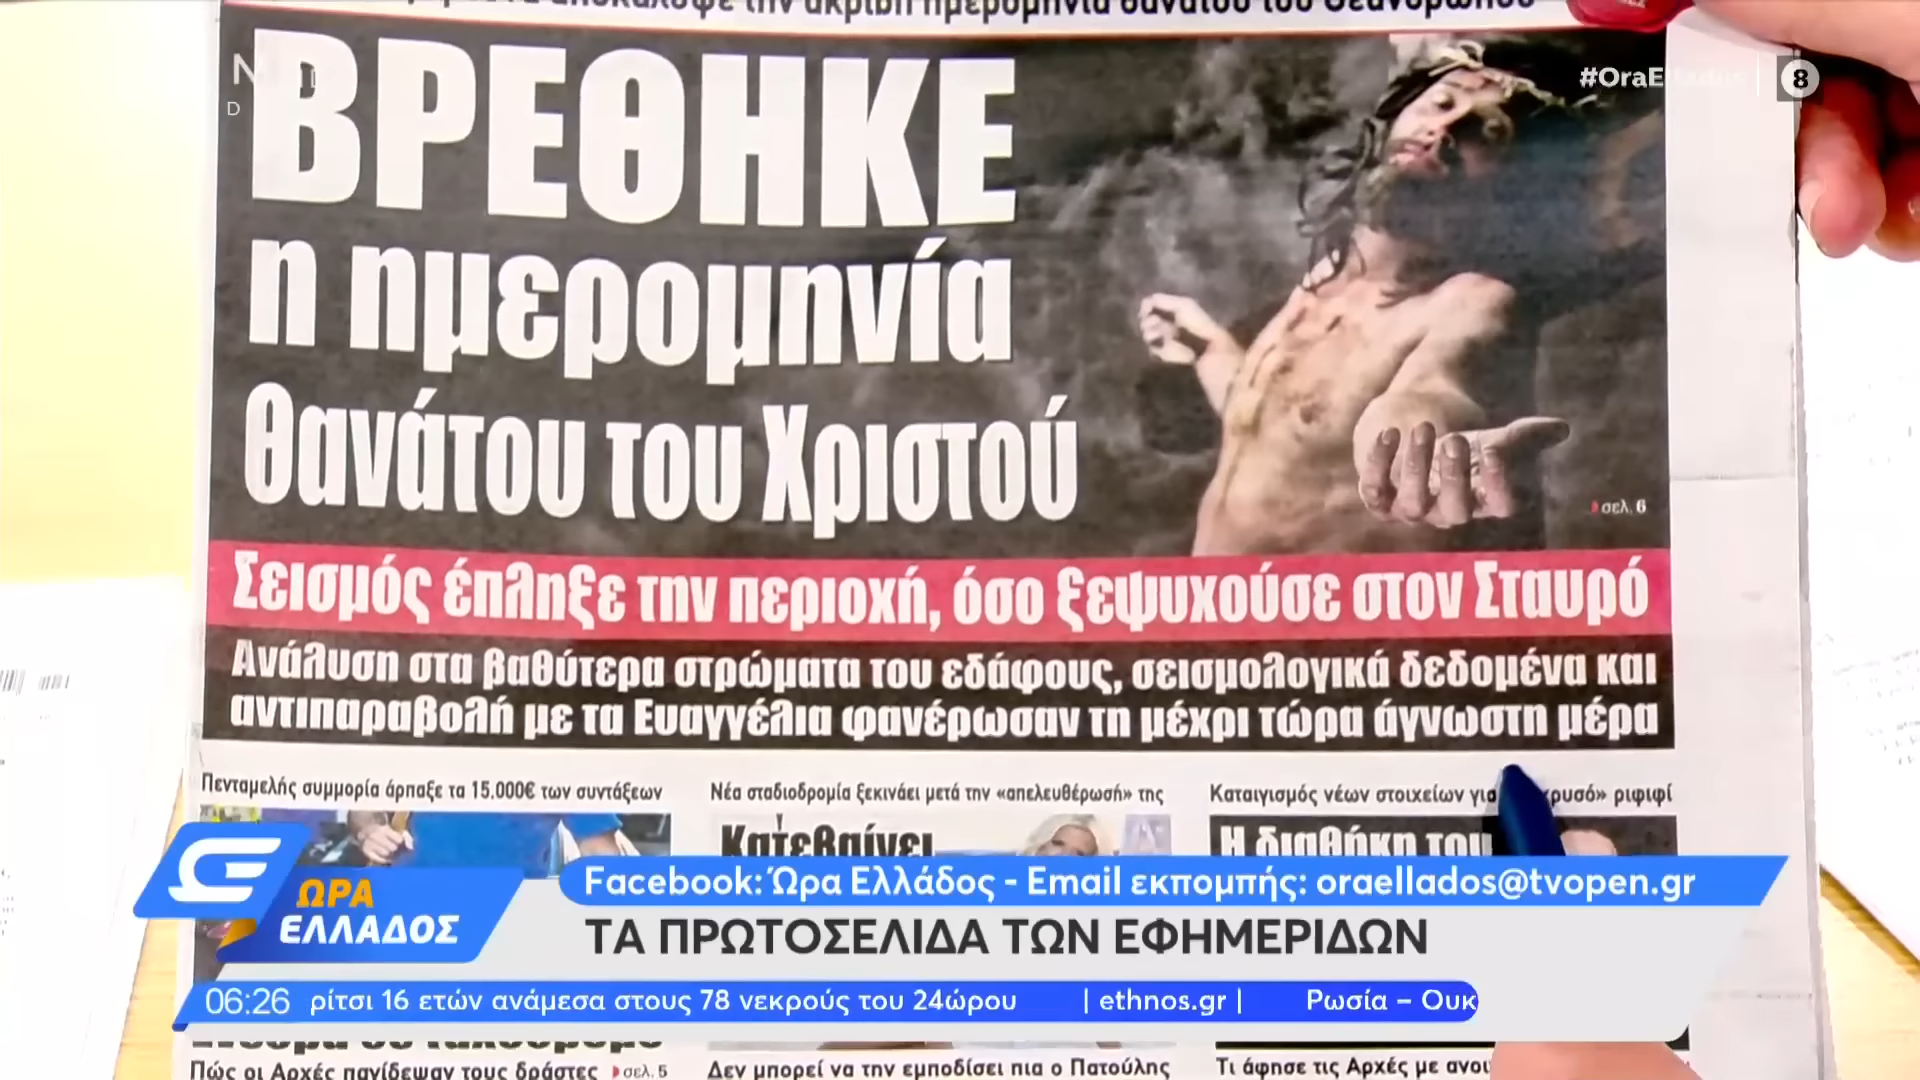 την ακριβή ημερομηνία θανάτου του Θεανθρώπου
#OraEllados | 8
ΒΡΕΘΗΚΕ
η ημερομηνία
θανάτου του Χριστού
σελ. 6
Σεισμός έπληξε την περιοχή, όσο ξεψυχούσε στον Σταυρό
Ανάλυση στα βαθύτερα στρώματα του εδάφους, σεισμολογικά δεδομένα και
αντιπαραβολή με τα Ευαγγέλια φανέρωσαν τη μέχρι τώρα άγνωστη μέρα
Πενταμελής συμμορία άρπαξε τα 15.000€ των συντάξεων
Νέα σταδιοδρομία ξεκινάει μετά την «απελευθέρωσή» της
Κατεβαίνει
Καταιγισμός νέων στοιχείων για ρυσό» ριφιφί
Η διαθήκη του
Facebook: Ώρα Ελλάδος - Email εκπομπής: oraellados@tvopen.gr
ΩΡΑ
ΕΛΛΑΔΟΣ
ΤΑ ΠΡΩΤΟΣΕΛΙΔΑ ΤΩΝ ΕΦΗΜΕΡΙΔΩΝ
06:26 ρίτσι 16 ετών ανάμεσα στους 78 νεκρούς του 24ώρου | ethnos.gr | Ρωσία – Ουκ
Πώς οι Αρχές παγίδεψαν τους δράστες σελ. 5
Δεν μπορεί να την εμποδίσει πια ο Πατούλης
Τι άφησε τις Αρχές με ανοι